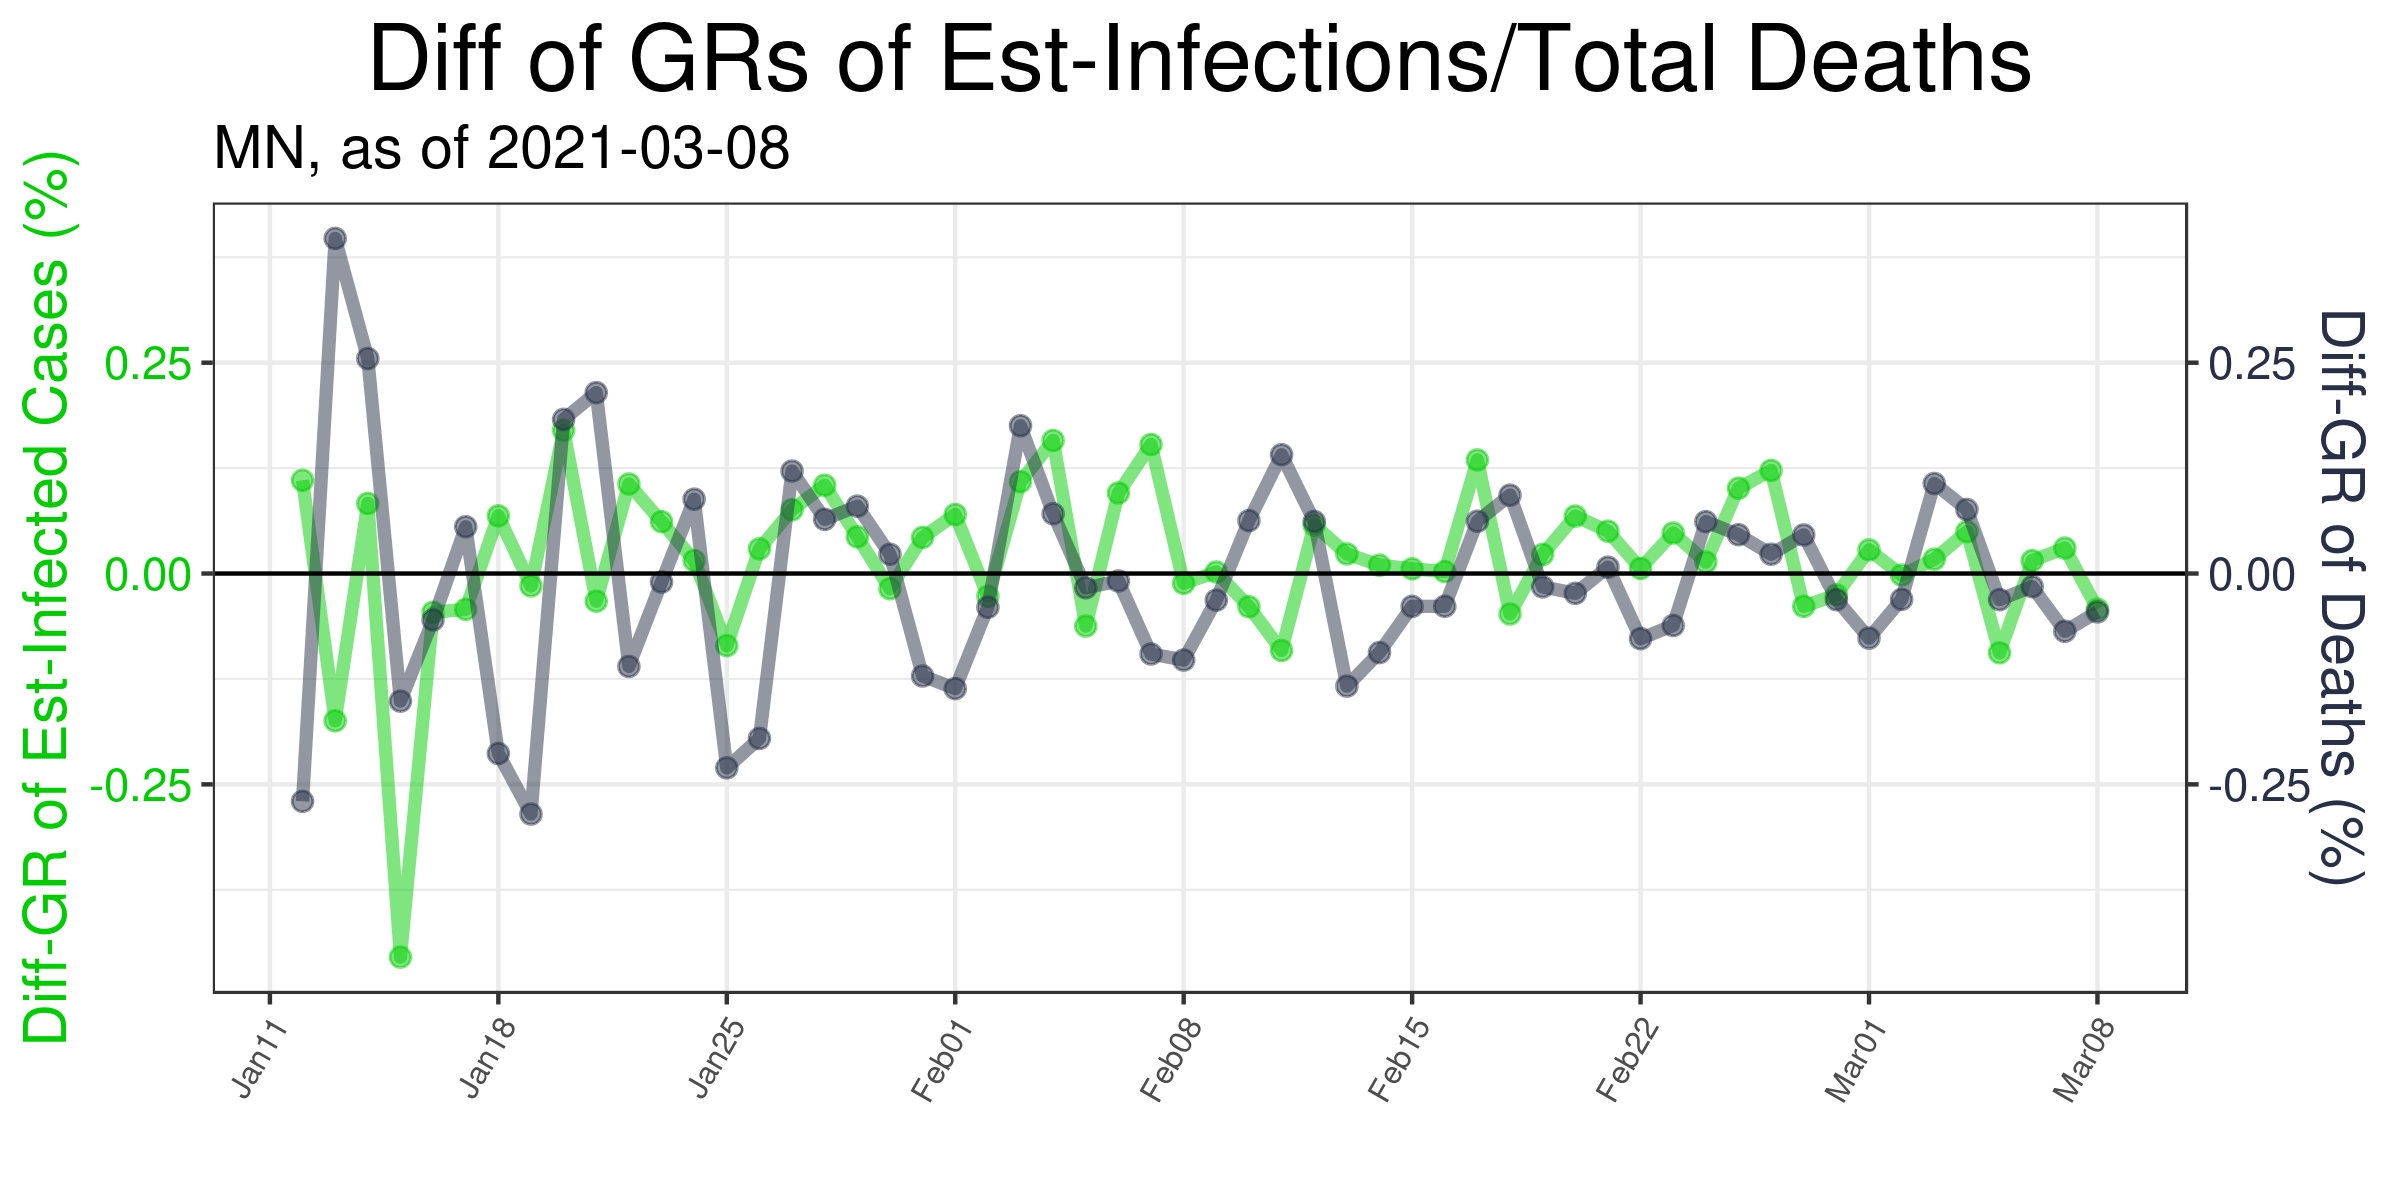 Diff of GRs of Est-Infections/Total Deaths
MN, as of 2021-03-08
Diff-GR of Est-Infected Cases (%)
0.25
0.00
-0.25
0.25
0.00
-0.25
Diff-GR of Deaths (%)
Jan11
Jan18
Jan25
Feb01
Feb08
Feb15
Feb22
Mar01
Mar08